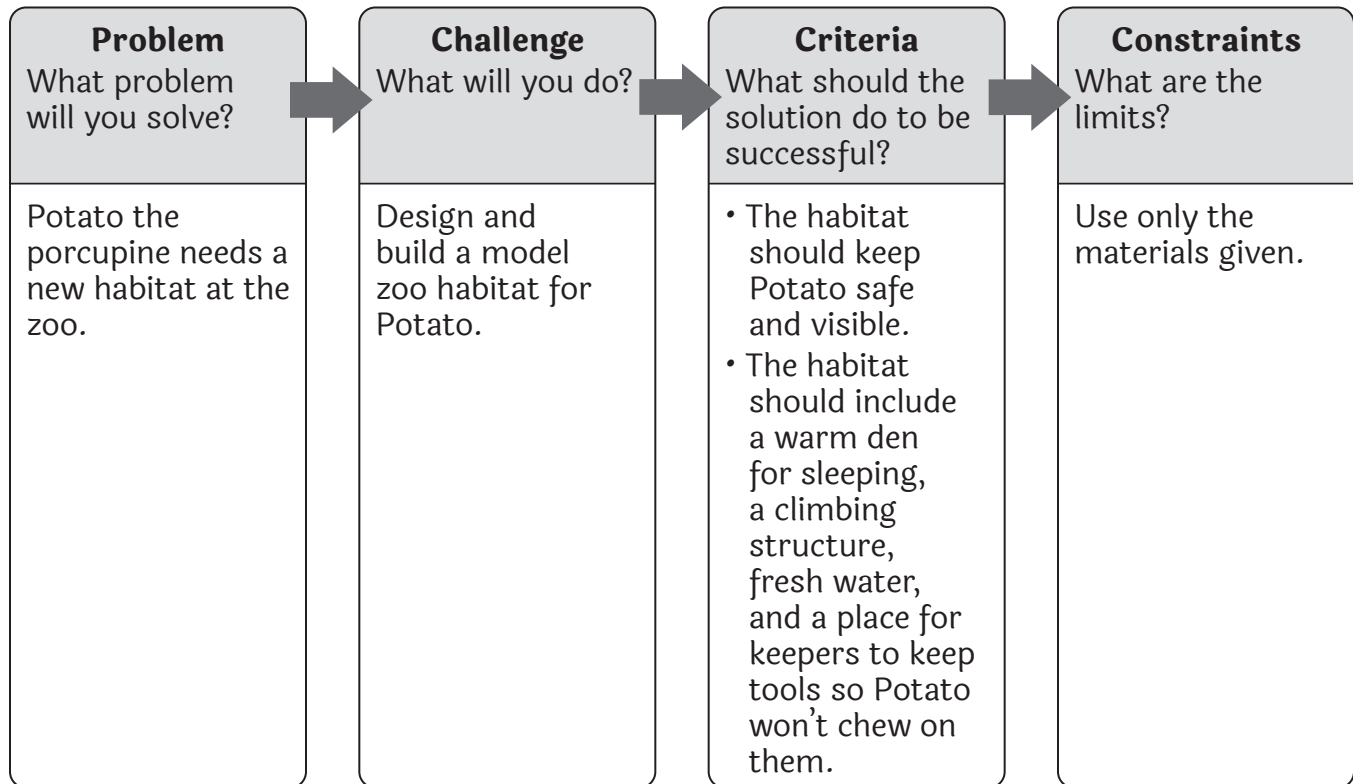 Problem
What problem
will you solve?
Potato the
porcupine needs a
new habitat at the
zoo.
Challenge
What will you do?
Design and
build a model
zoo habitat for
Potato.
Criteria
What should the
solution do to be
successful?
• The habitat
should keep
Potato safe
and visible.
• The habitat
should include
a warm den
for sleeping,
a climbing
structure,
fresh water,
and a place for
keepers to keep
tools so Potato
won’t chew on
them.
Constraints
What are the
limits?
Use only the
materials given.